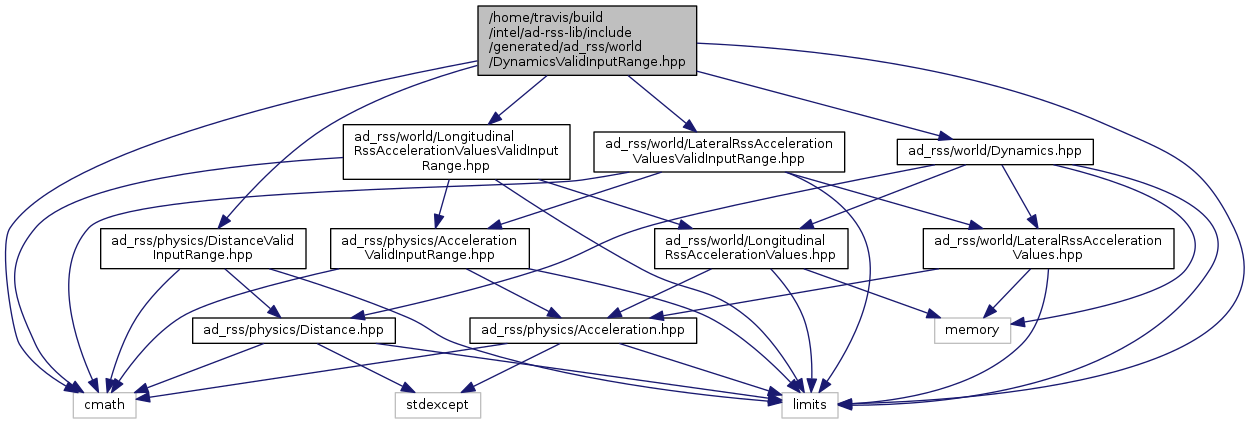 /home/travis/build
/intel/ad-rss-lib/include
/generated/ad_rss/world
/DynamicsValidInputRange.hpp
ad_rss/world/Longitudinal
RssAccelerationValuesValidInput
Range.hpp
ad_rss/world/LateralRssAcceleration
ValuesValidInputRange.hpp
ad_rss/world/Dynamics.hpp
ad_rss/physics/DistanceValid
InputRange.hpp
ad_rss/physics/Acceleration
ValidInputRange.hpp
ad_rss/world/Longitudinal
RssAccelerationValues.hpp
ad_rss/world/LateralRssAcceleration
Values.hpp
ad_rss/physics/Distance.hpp
ad_rss/physics/Acceleration.hpp
memory
cmath
stdexcept
limits